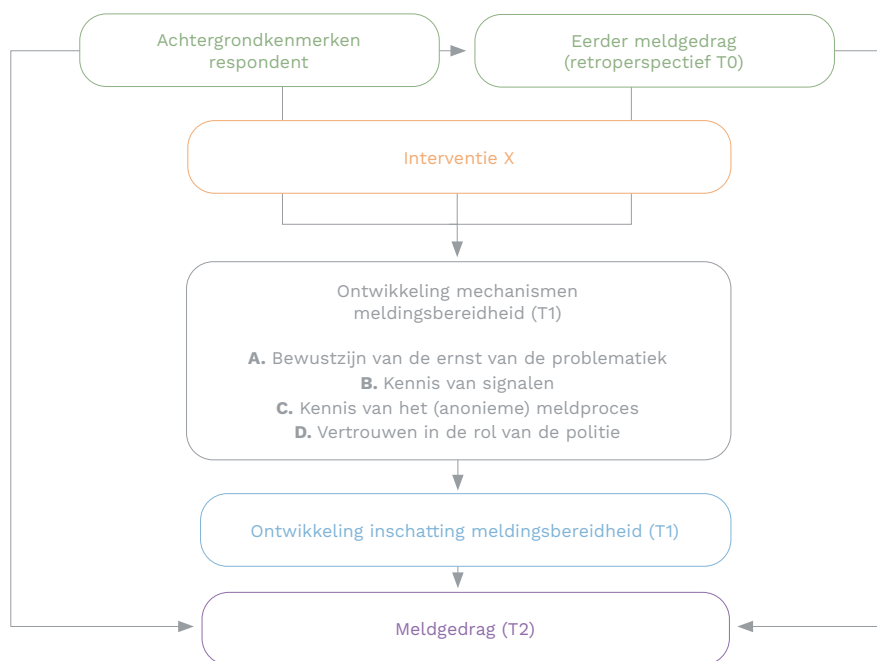 Achtergrondkenmerken
respondent
Eerder meldgedrag
(retroperspectief T0)
Interventie X
Ontwikkeling mechanismen
meldingsbereidheid (T1)
A. Bewustzijn van de ernst van de problematiek
B. Kennis van signalen
C. Kennis van het (anonieme) meldproces
D. Vertrouwen in de rol van de politie
Ontwikkeling inschatting meldingsbereidheid (T1)
Meldgedrag (T2)